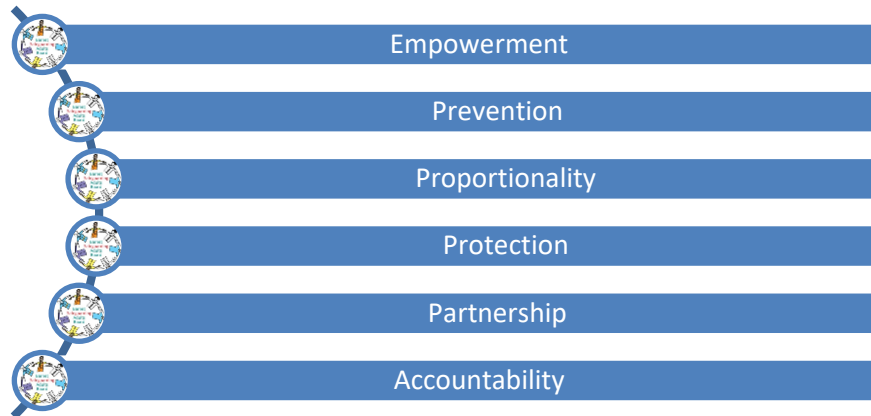 Empowerment
Prevention
Proportionality
Protection
Partnership
Accountability